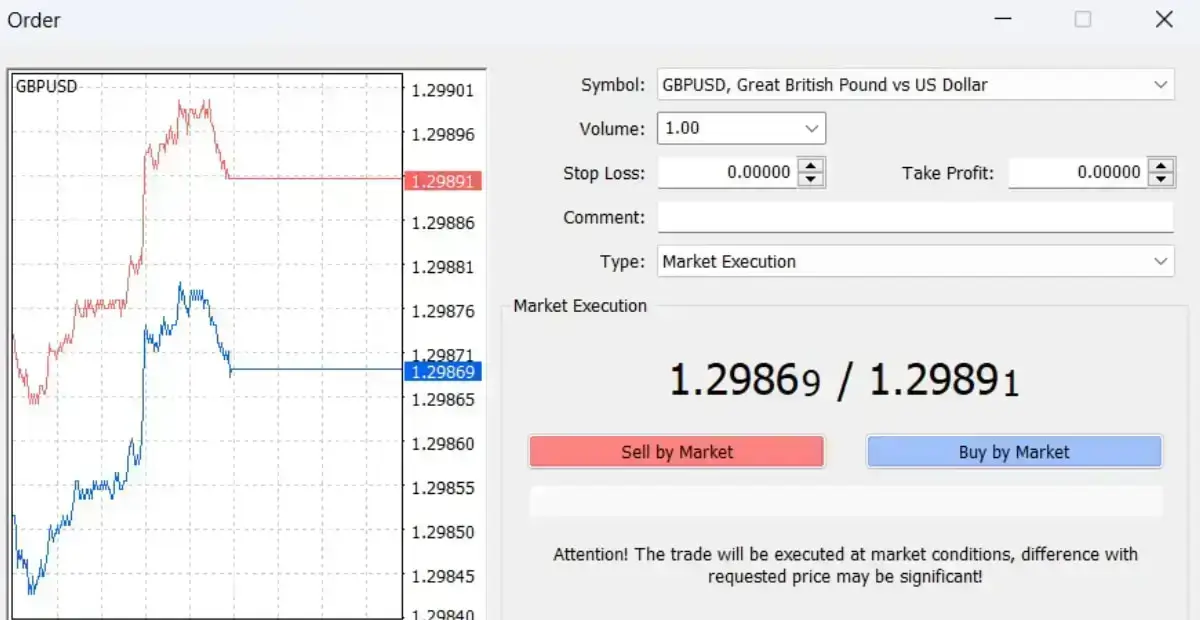 Order
GBPUSD
1.29901
1.29896
1.29891
1.29886
1.29881
1.29876
1.29871
1.29869
1.29865
1.29860
1.29855
1.29850
1.29845
1.29840
Symbol: GBPUSD, Great British Pound vs US Dollar
Volume: 1.00
Stop Loss: 0.00000 Take Profit: 0.00000
Comment:
Type: Market Execution
Market Execution
1.29869 / 1.29891
Sell by Market Buy by Market
Attention! The trade will be executed at market conditions, difference with
requested price may be significant!